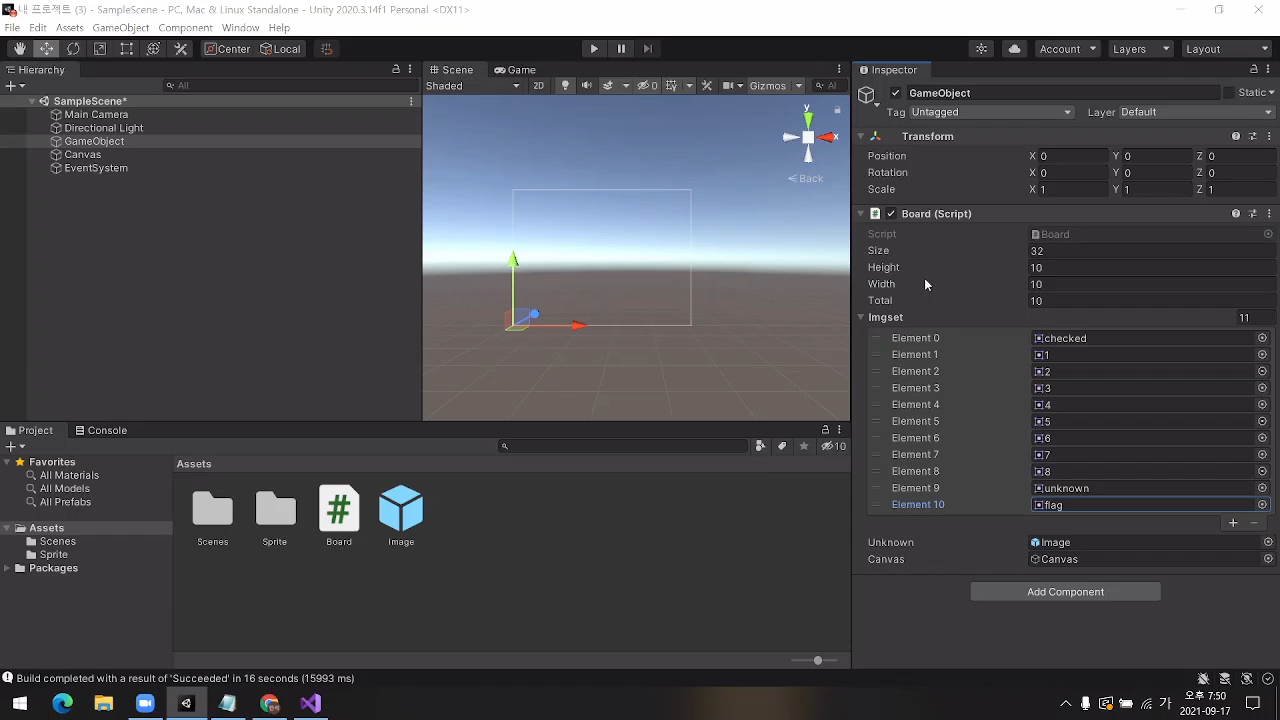 내 프로젝트 (3) - SampleScene - PC, Mac & Linux Standalone - Unity 2020.3.14f1 Personal <DX11>
File Edit Assets GameObject Component Window Help
Center Local Account Layers Layout
Hierarchy
All
SampleScene*
Main Camera
Directional Light
GameObject
Canvas
EventSystem
Scene Game
Shaded 2D Gizmos Al
y
x
Back
Inspector
GameObject Static
Tag Untagged Layer Default
Transform
Position X 0 Y 0 Z 0
Rotation X 0 Y 0 Z 0
Scale X 1 Y 1 Z 1
Board (Script)
Script Board
Size 32
Height 10
Width 10
Total 10
Imgset 11
Element 0 checked
Element 1 1
Element 2 2
Element 3 3
Element 4 4
Element 5 5
Element 6 6
Element 7 7
Element 8 8
Element 9 unknown
Element 10 flag
Unknown Image
Canvas Canvas
Add Component
Project Console
10
Favorites
All Materials
All Models
All Prefabs
Assets
Scenes
Sprite
Packages
Assets
Scenes Sprite Board Image
Build completed with a result of 'Succeeded' in 16 seconds (15993 ms)
가 오후 7:50
2021-09-17